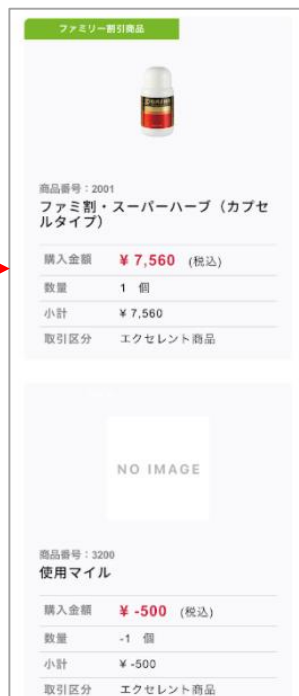 ファミリー割引商品
商品番号：2001
ファミ割・スーパーハーブ（カプセ
ルタイプ）
購入金額 ¥ 7,560 (税込)
数量 1 個
小計 ¥ 7,560
取引区分 エクセレント商品
NO IMAGE
商品番号：3200
使用マイル
購入金額 ¥ -500 (税込)
数量 -1 個
小計 ¥ -500
取引区分 エクセレント商品